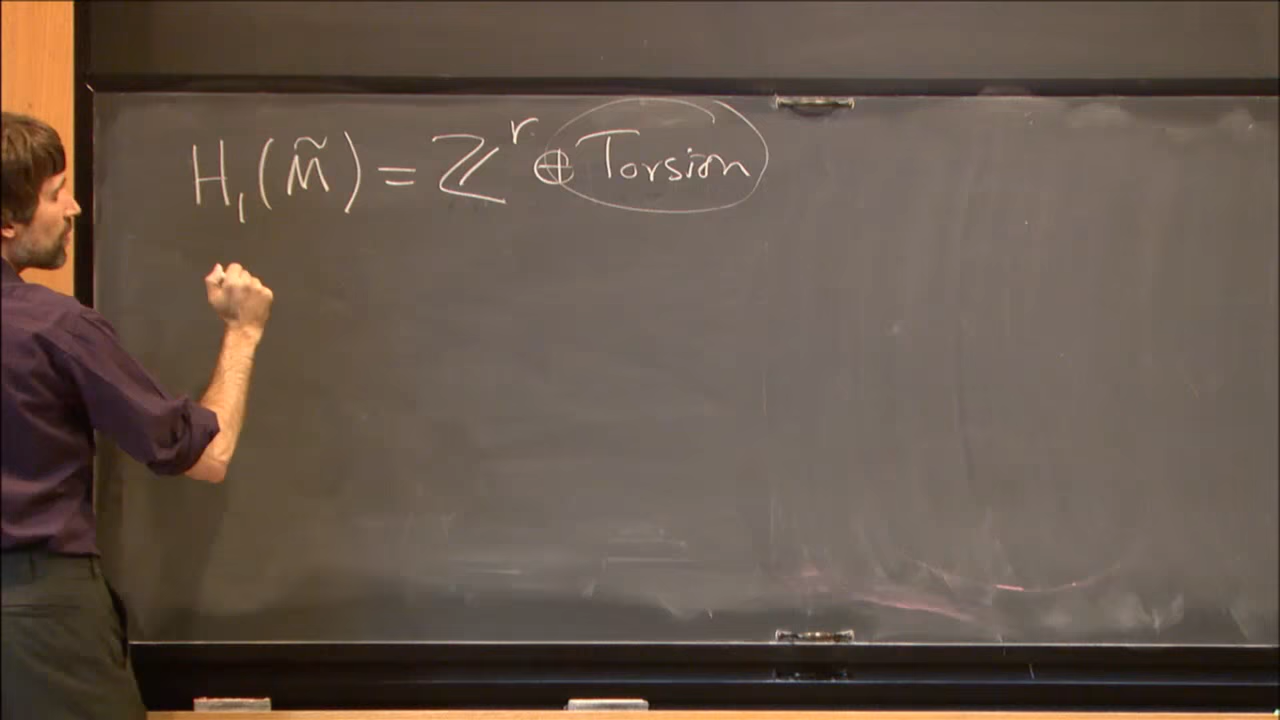 H₁(M̃) = ℤʳ ⊕ Torsion